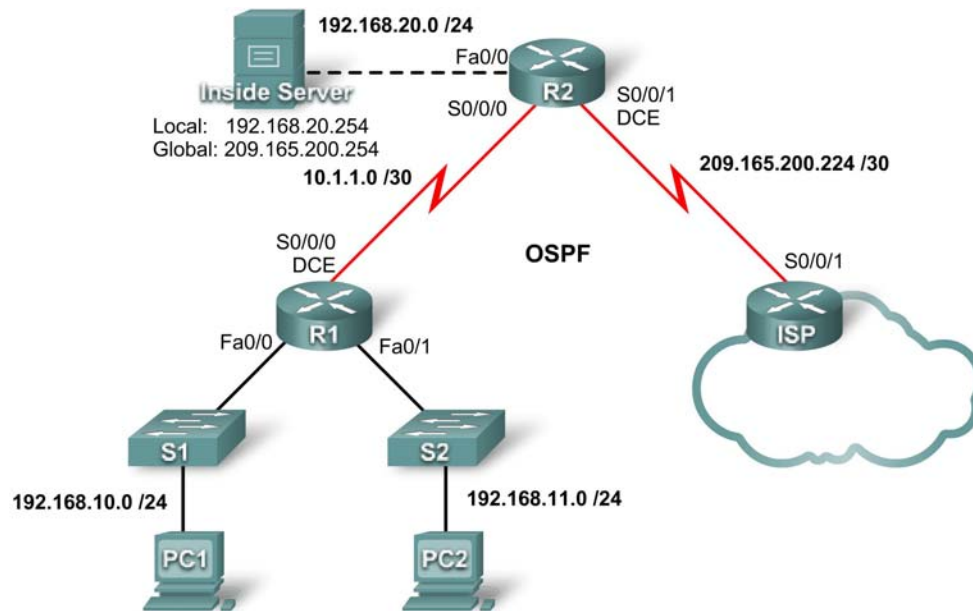 192.168.20.0 /24
Fa0/0
R2
Inside Server
S0/0/0
S0/0/1
DCE
Local: 192.168.20.254
Global: 209.165.200.254
10.1.1.0 /30
209.165.200.224 /30
S0/0/0
DCE
OSPF
S0/0/1
R1
ISP
Fa0/0
Fa0/1
S1
S2
192.168.10.0 /24
192.168.11.0 /24
PC1
PC2